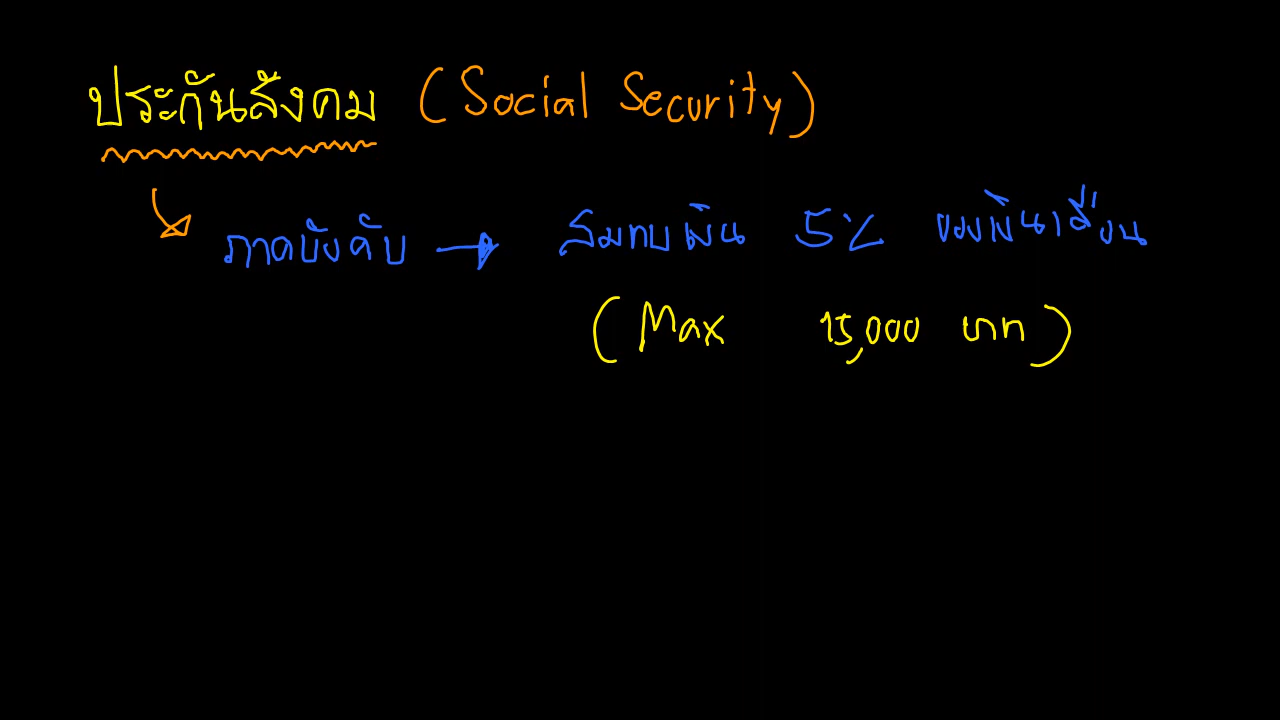 ประกันสังคม (Social Security)
ภาคบังคับ → สมทบเงิน 5% ของเงินเดือน
(Max 15,000 บาท)